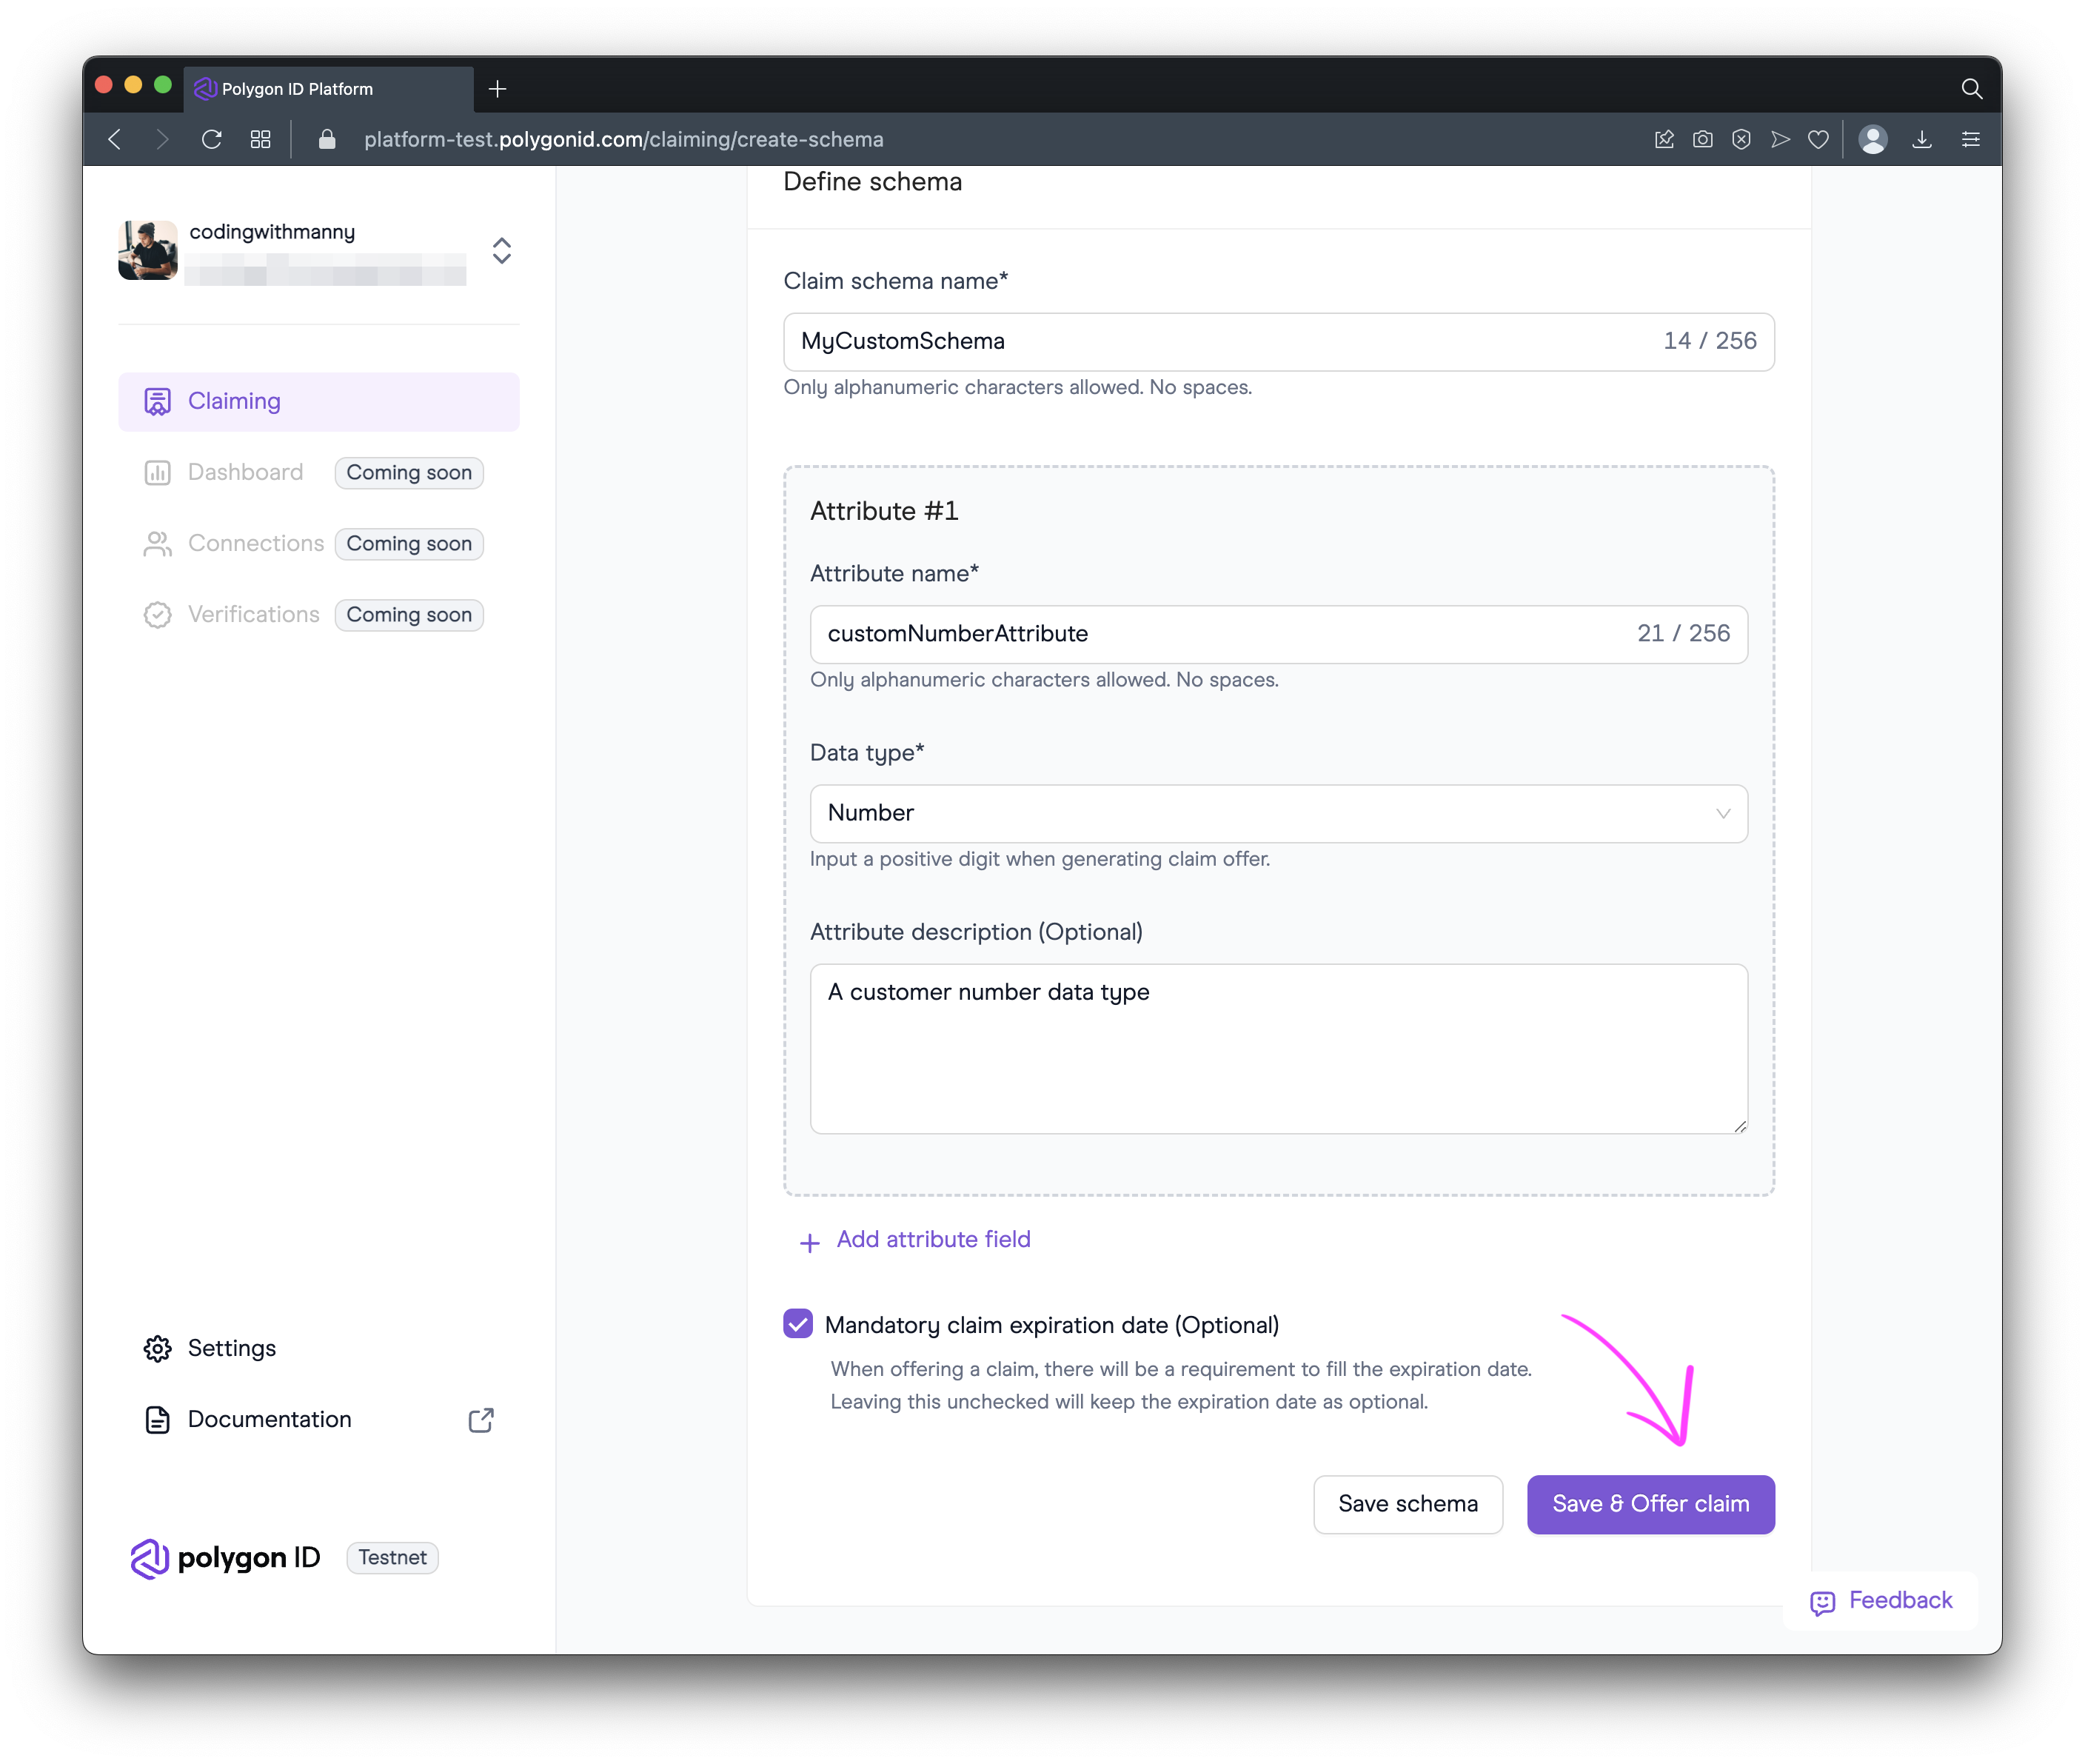 Polygon ID Platform
platform-test.polygonid.com/claiming/create-schema
codingwithmanny
Claiming
Dashboard Coming soon
Connections Coming soon
Verifications Coming soon
Settings
Documentation
polygon ID Testnet
Define schema
Claim schema name*
MyCustomSchema 14 / 256
Only alphanumeric characters allowed. No spaces.
Attribute #1
Attribute name*
customNumberAttribute 21 / 256
Only alphanumeric characters allowed. No spaces.
Data type*
Number
Input a positive digit when generating claim offer.
Attribute description (Optional)
A customer number data type
Add attribute field
Mandatory claim expiration date (Optional)
When offering a claim, there will be a requirement to fill the expiration date.
Leaving this unchecked will keep the expiration date as optional.
Save schema Save & Offer claim
Feedback